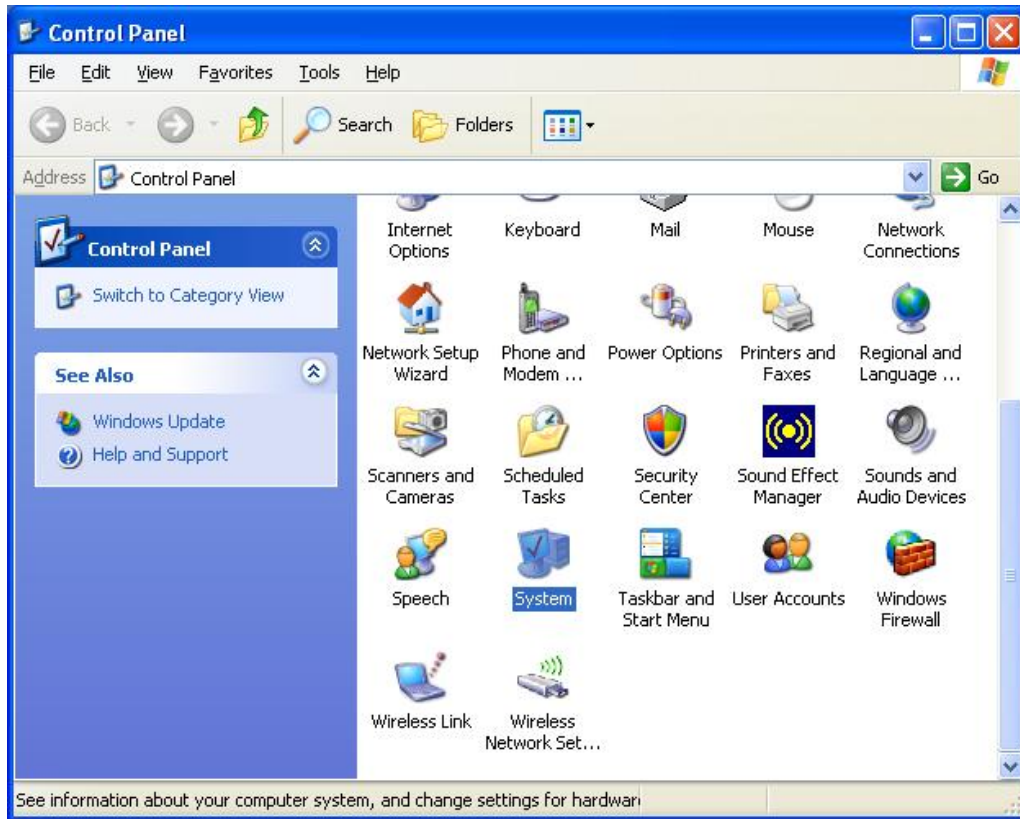 Control Panel
File Edit View Favorites Tools Help
Back Search Folders
Address Control Panel Go
Control Panel
Switch to Category View
See Also
Windows Update
Help and Support
Internet Options
Keyboard
Mail
Mouse
Network Connections
Network Setup Wizard
Phone and Modem ...
Power Options
Printers and Faxes
Regional and Language ...
Scanners and Cameras
Scheduled Tasks
Security Center
Sound Effect Manager
Sounds and Audio Devices
Speech
System
Taskbar and Start Menu
User Accounts
Windows Firewall
Wireless Link
Wireless Network Set...
See information about your computer system, and change settings for hardwar